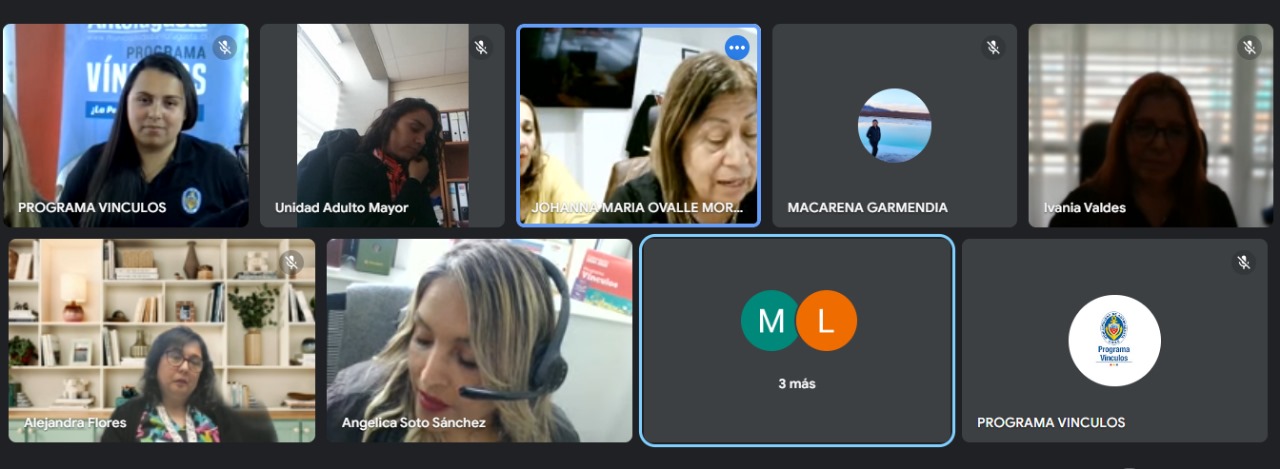 Antofagasta
PROGRAMA
VÍNCULOS
PROGRAMA VINCULOS
Unidad Adulto Mayor
JOHANNA MARIA OVALLE MOR...
MACARENA GARMENDIA
Ivania Valdes
Alejandra Flores
Vínculos
Angelica Soto Sánchez
M
L
3 más
Programa
Vínculos
PROGRAMA VINCULOS